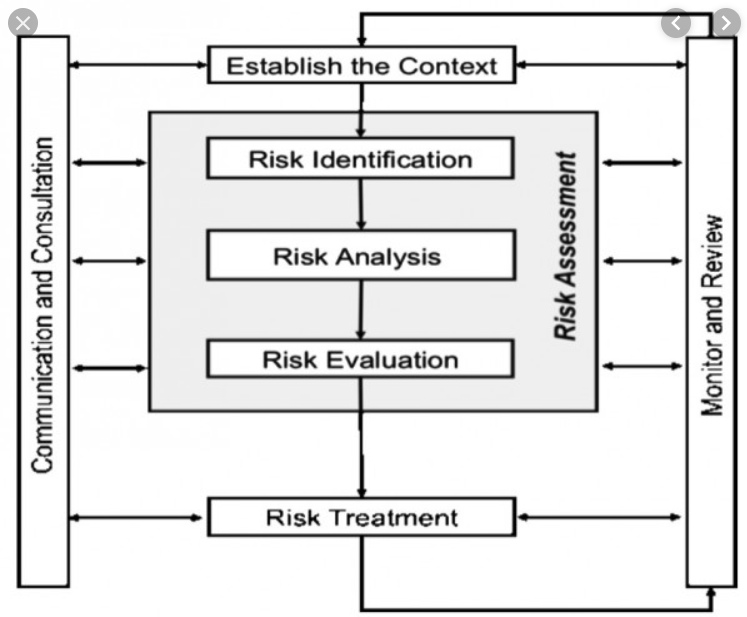 Establish the Context
Risk Identification
Risk Analysis
Risk Evaluation
Risk Assessment
Risk Treatment
Communication and Consultation
Monitor and Review